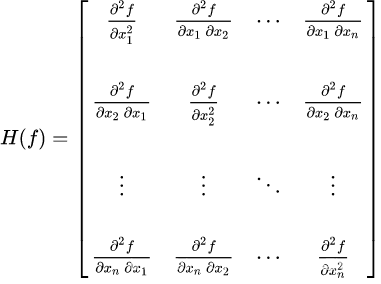 H(f) = [ ∂²f/∂x₁² ∂²f/∂x₁ ∂x₂ ⋯ ∂²f/∂x₁ ∂xₙ
∂²f/∂x₂ ∂x₁ ∂²f/∂x₂² ⋯ ∂²f/∂x₂ ∂xₙ
⋮ ⋮ ⋱ ⋮
∂²f/∂xₙ ∂x₁ ∂²f/∂xₙ ∂x₂ ⋯ ∂²f/∂xₙ² ]